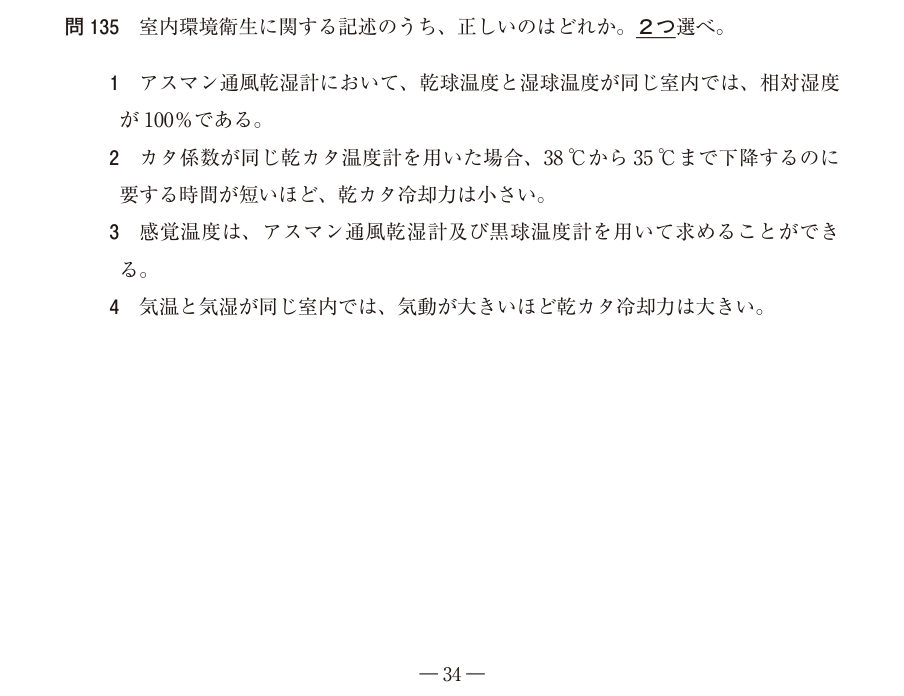 問 135 室内環境衛生に関する記述のうち、正しいのはどれか。２つ選べ。
1 アスマン通風乾湿計において、乾球温度と湿球温度が同じ室内では、相対湿度
が 100％である。
2 カタ係数が同じ乾カタ温度計を用いた場合、38 ℃から 35 ℃まで下降するのに
要する時間が短いほど、乾カタ冷却力は小さい。
3 感覚温度は、アスマン通風乾湿計及び黒球温度計を用いて求めることができ
る。
4 気温と気湿が同じ室内では、気動が大きいほど乾カタ冷却力は大きい。
— 34 —